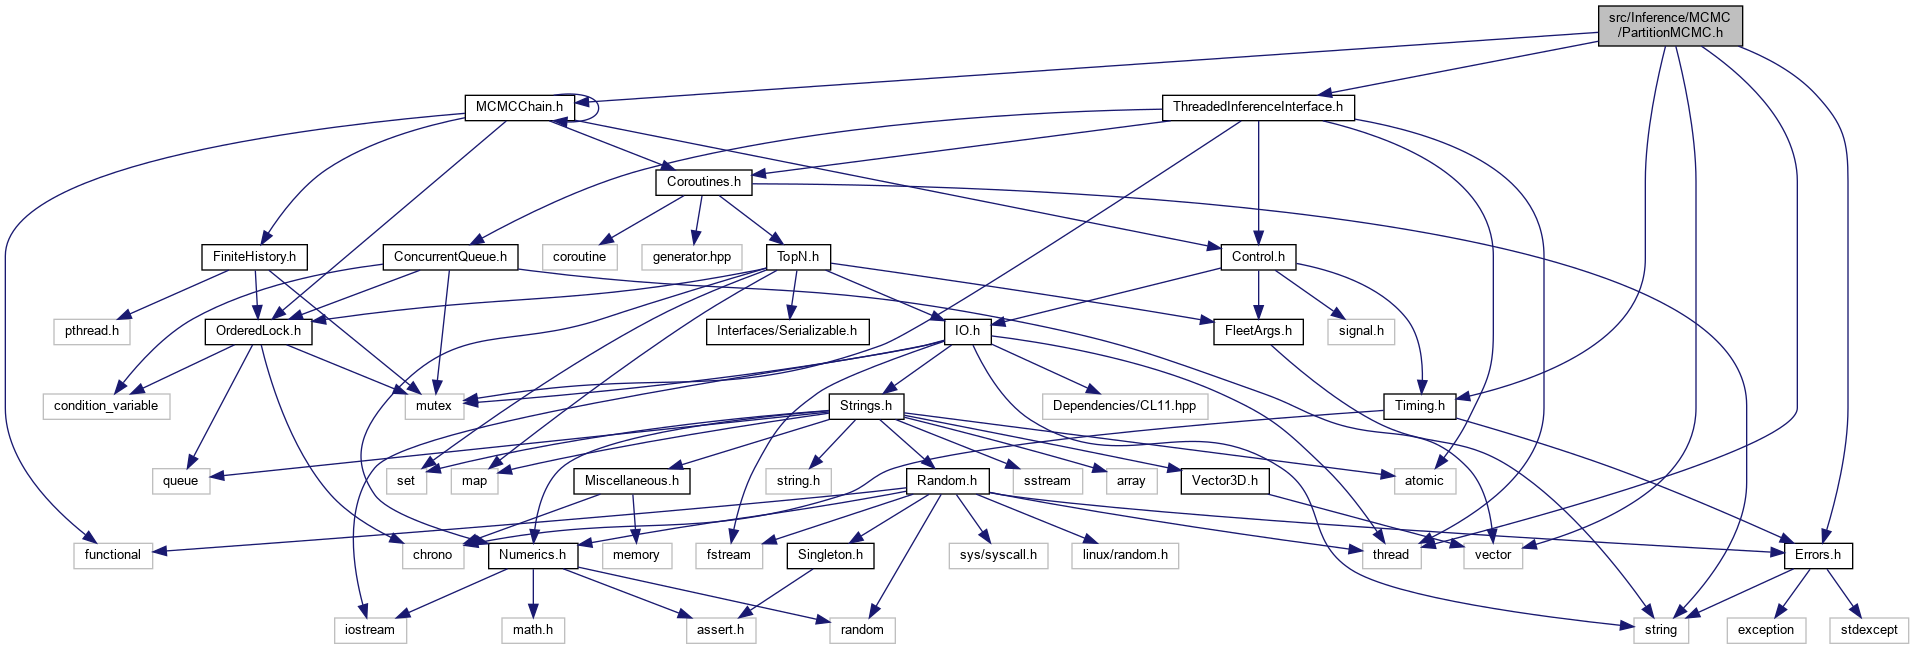 src/Inference/MCMC
/PartitionMCMC.h
MCMCChain.h
ThreadedInferenceInterface.h
Coroutines.h
FiniteHistory.h
ConcurrentQueue.h
coroutine
generator.hpp
TopN.h
Control.h
pthread.h
OrderedLock.h
Interfaces/Serializable.h
IO.h
FleetArgs.h
signal.h
condition_variable
mutex
Strings.h
Dependencies/CL11.hpp
Timing.h
queue
set
map
Miscellaneous.h
string.h
Random.h
sstream
array
Vector3D.h
atomic
functional
chrono
Numerics.h
memory
fstream
Singleton.h
sys/syscall.h
linux/random.h
thread
vector
Errors.h
iostream
math.h
assert.h
random
string
exception
stdexcept